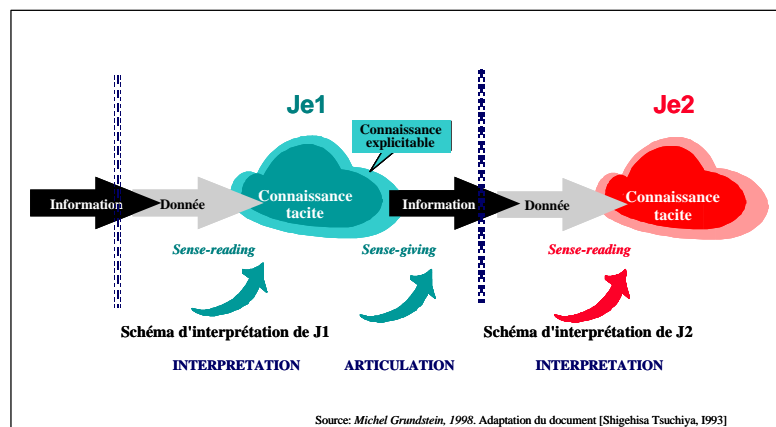 Je1
Je2
Connaissance
explicitable
Information
Donnée
Connaissance
tacite
Information
Donnée
Connaissance
tacite
Sense-reading
Sense-giving
Sense-reading
Schéma d'interprétation de J1
Schéma d'interprétation de J2
INTERPRETATION
ARTICULATION
INTERPRETATION
Source: Michel Grundstein, 1998. Adaptation du document [Shigehisa Tsuchiya, I993]